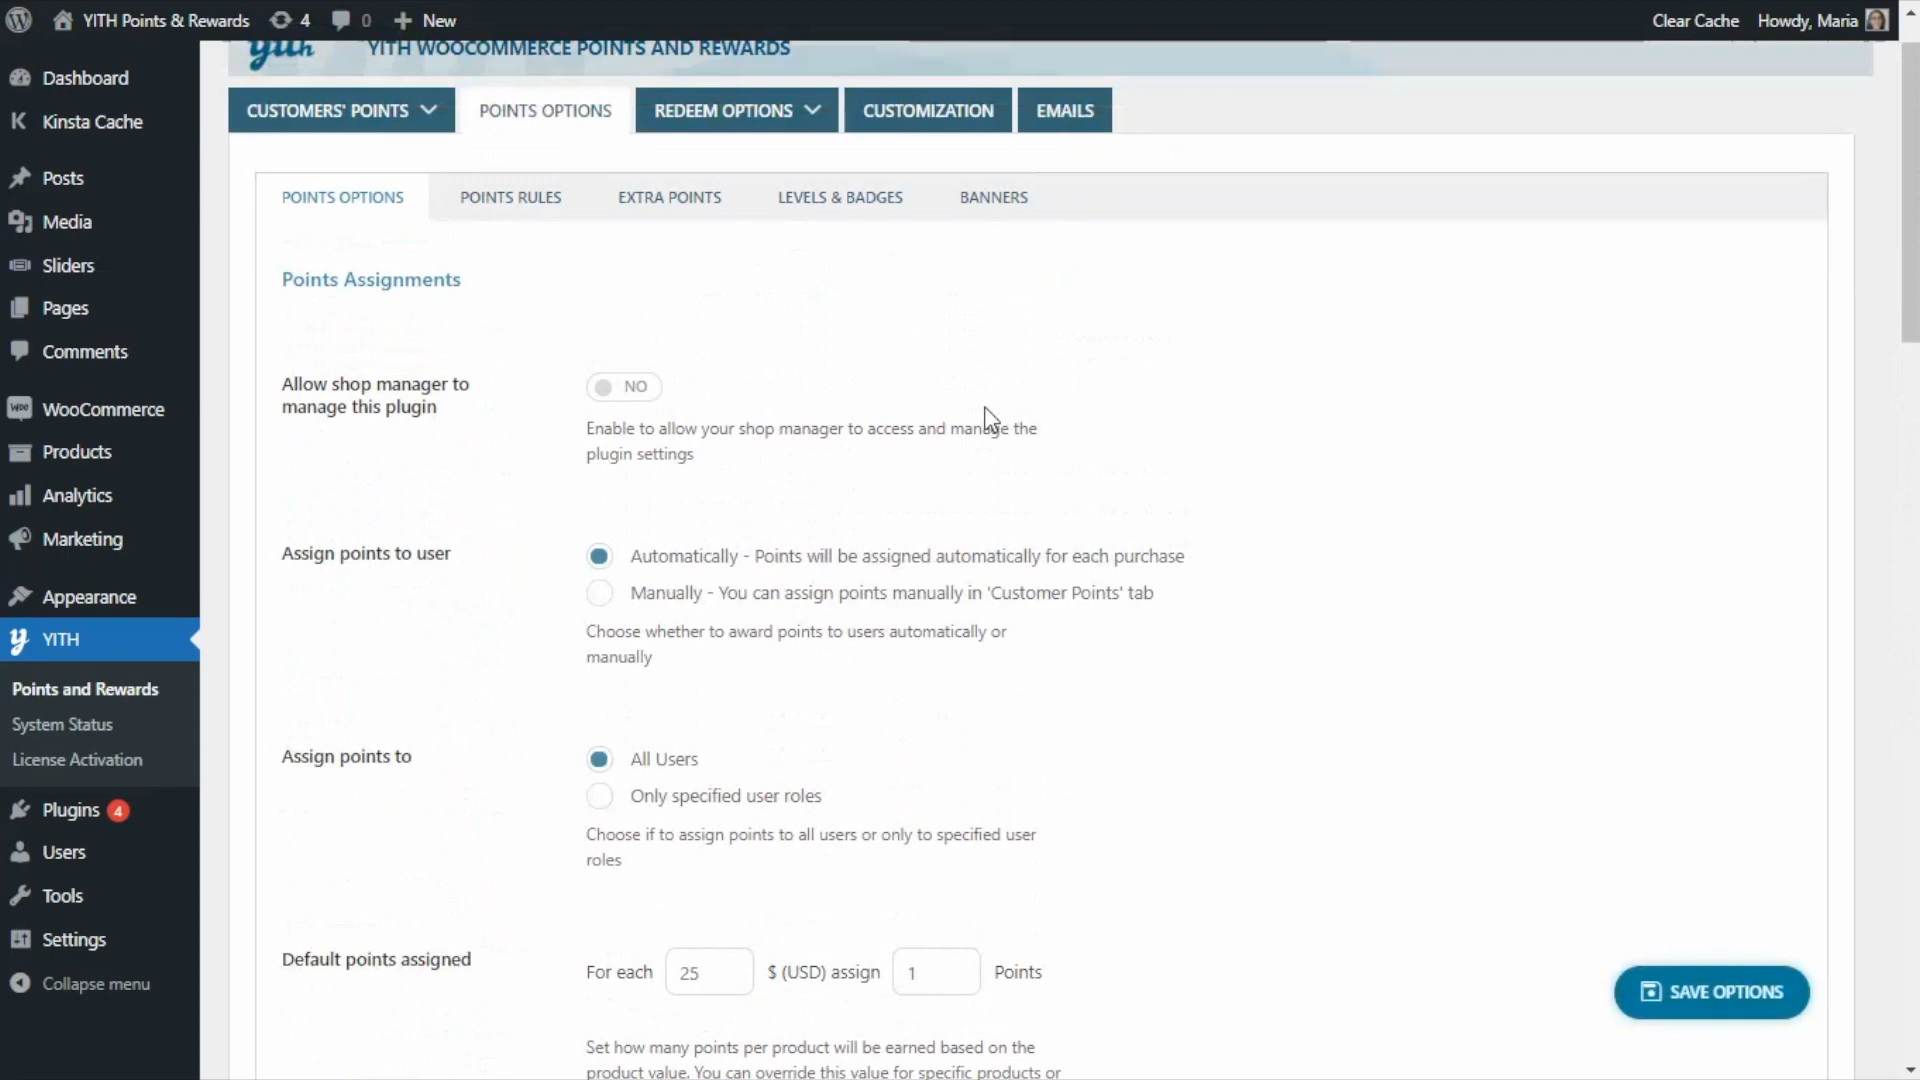 YITH Points & Rewards 4 0 New Clear Cache Howdy, Maria
yith YITH WOOCOMMERCE POINTS AND REWARDS
Dashboard
Kinsta Cache
Posts
Media
Sliders
Pages
Comments
WooCommerce
Products
Analytics
Marketing
Appearance
YITH
Points and Rewards
System Status
License Activation
Plugins 4
Users
Tools
Settings
Collapse menu
CUSTOMERS' POINTS POINTS OPTIONS REDEEM OPTIONS CUSTOMIZATION EMAILS
POINTS OPTIONS POINTS RULES EXTRA POINTS LEVELS & BADGES BANNERS
Points Assignments
Allow shop manager to
manage this plugin
NO
Enable to allow your shop manager to access and manage the
plugin settings
Assign points to user
Automatically - Points will be assigned automatically for each purchase
Manually - You can assign points manually in 'Customer Points' tab
Choose whether to award points to users automatically or
manually
Assign points to
All Users
Only specified user roles
Choose if to assign points to all users or only to specified user
roles
Default points assigned
For each 25 $ (USD) assign 1 Points
SAVE OPTIONS
Set how many points per product will be earned based on the
product value. You can override this value for specific products or